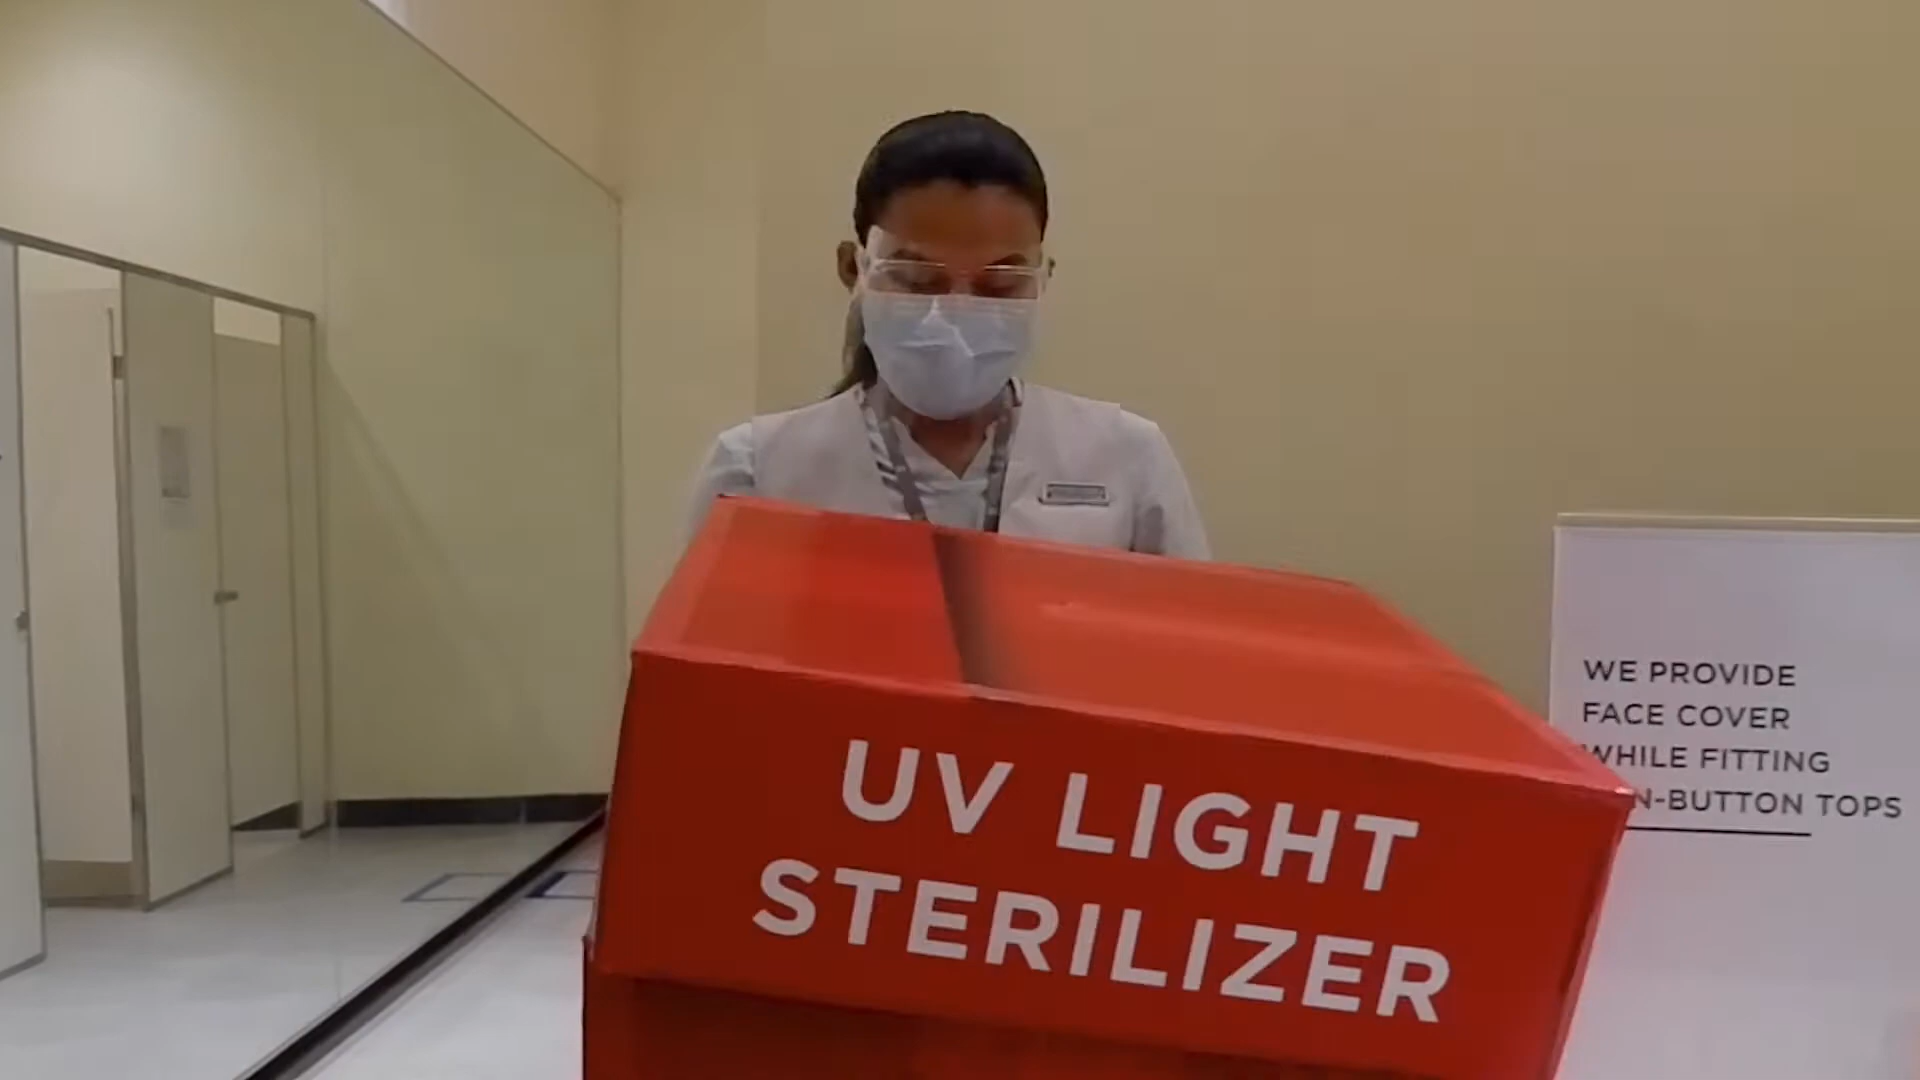 UV LIGHT
STERILIZER
WE PROVIDE
FACE COVER
WHILE FITTING
N-BUTTON TOPS